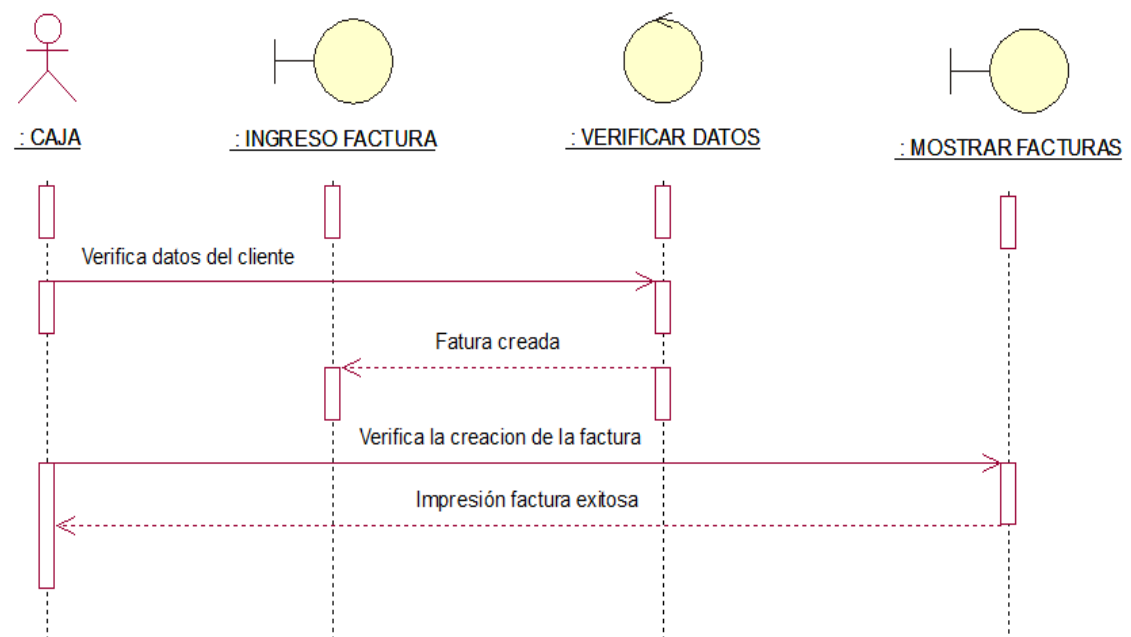 : CAJA
: INGRESO FACTURA
: VERIFICAR DATOS
: MOSTRAR FACTURAS
Verifica datos del cliente
Fatura creada
Verifica la creacion de la factura
Impresión factura exitosa